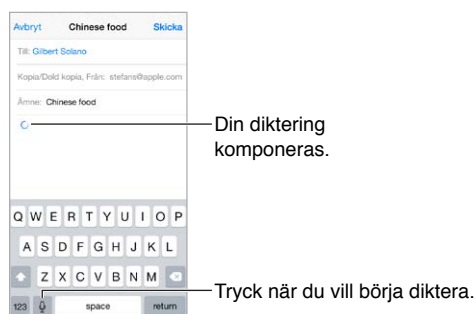 Avbryt Chinese food Skicka
Till: Gilbert Solano
Kopia/Dold kopia, Från: stefans@apple.com
Ämne: Chinese food
Din diktering
komponeras.
Q W E R T Y U I O P
A S D F G H J K L
Z X C V B N M
Tryck när du vill börja diktera.
123 space return